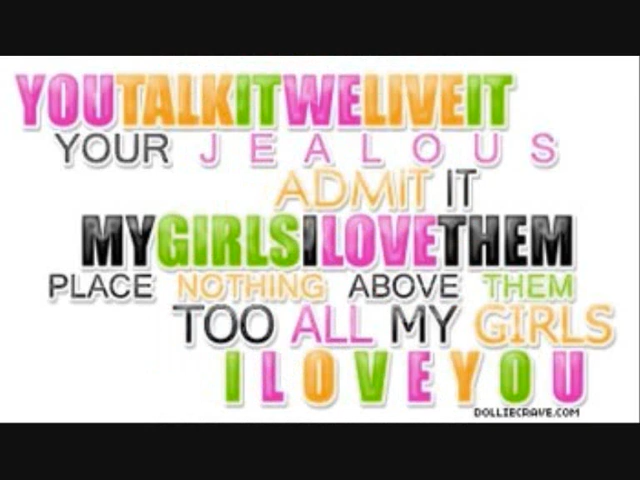 YOUTALKITWELIVEIT
YOUR JEALOUS
ADMIT IT
MYGIRLSILOVETHEM
PLACE NOTHING ABOVE THEM
TOO ALL MY GIRLS
I LOVE YOU
DOLLIECRAVE.COM